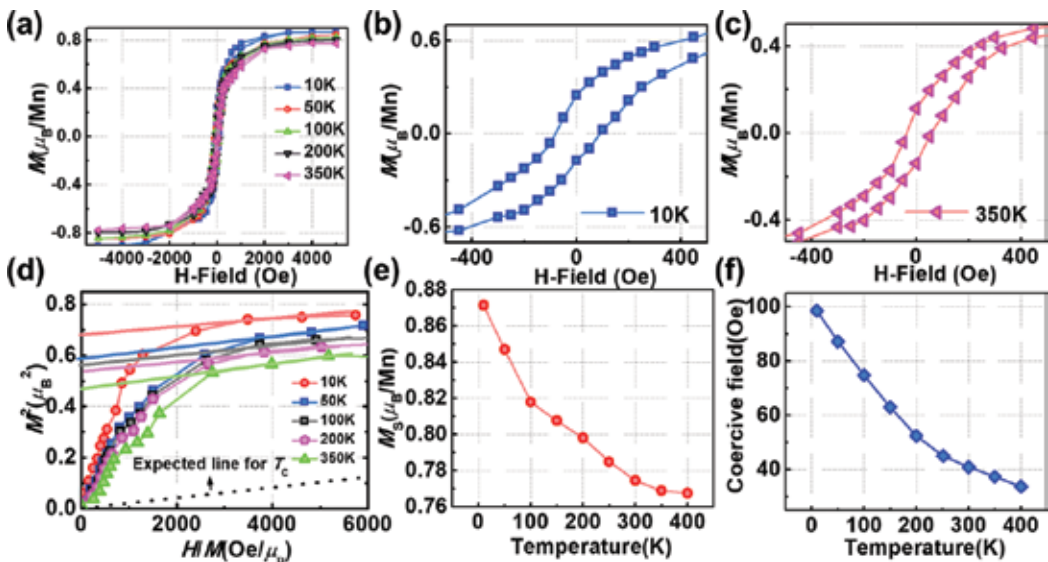 (a)
M(μB/Mn)
0.8
0.4
0.0
-0.4
-0.8
10K
50K
100K
200K
350K
-4000 -2000 0 2000 4000
H-Field (Oe)
(b)
M(μB/Mn)
0.6
0.0
-0.6
10K
-400 -200 0 200 400
H-Field (Oe)
(c)
M(μB/Mn)
0.4
0.0
-0.4
350K
-400 -200 0 200 400
H-Field (Oe)
(d)
M²(μB²)
0.8
0.6
0.4
0.2
0.0
10K
50K
100K
200K
350K
Expected line for Tc
0 2000 4000 6000
H/M(Oe/μB)
(e)
MS(μB/Mn)
0.88
0.86
0.84
0.82
0.80
0.78
0.76
0 100 200 300 400
Temperature(K)
(f)
Coercive field(Oe)
100
80
60
40
0 100 200 300 400
Temperature(K)